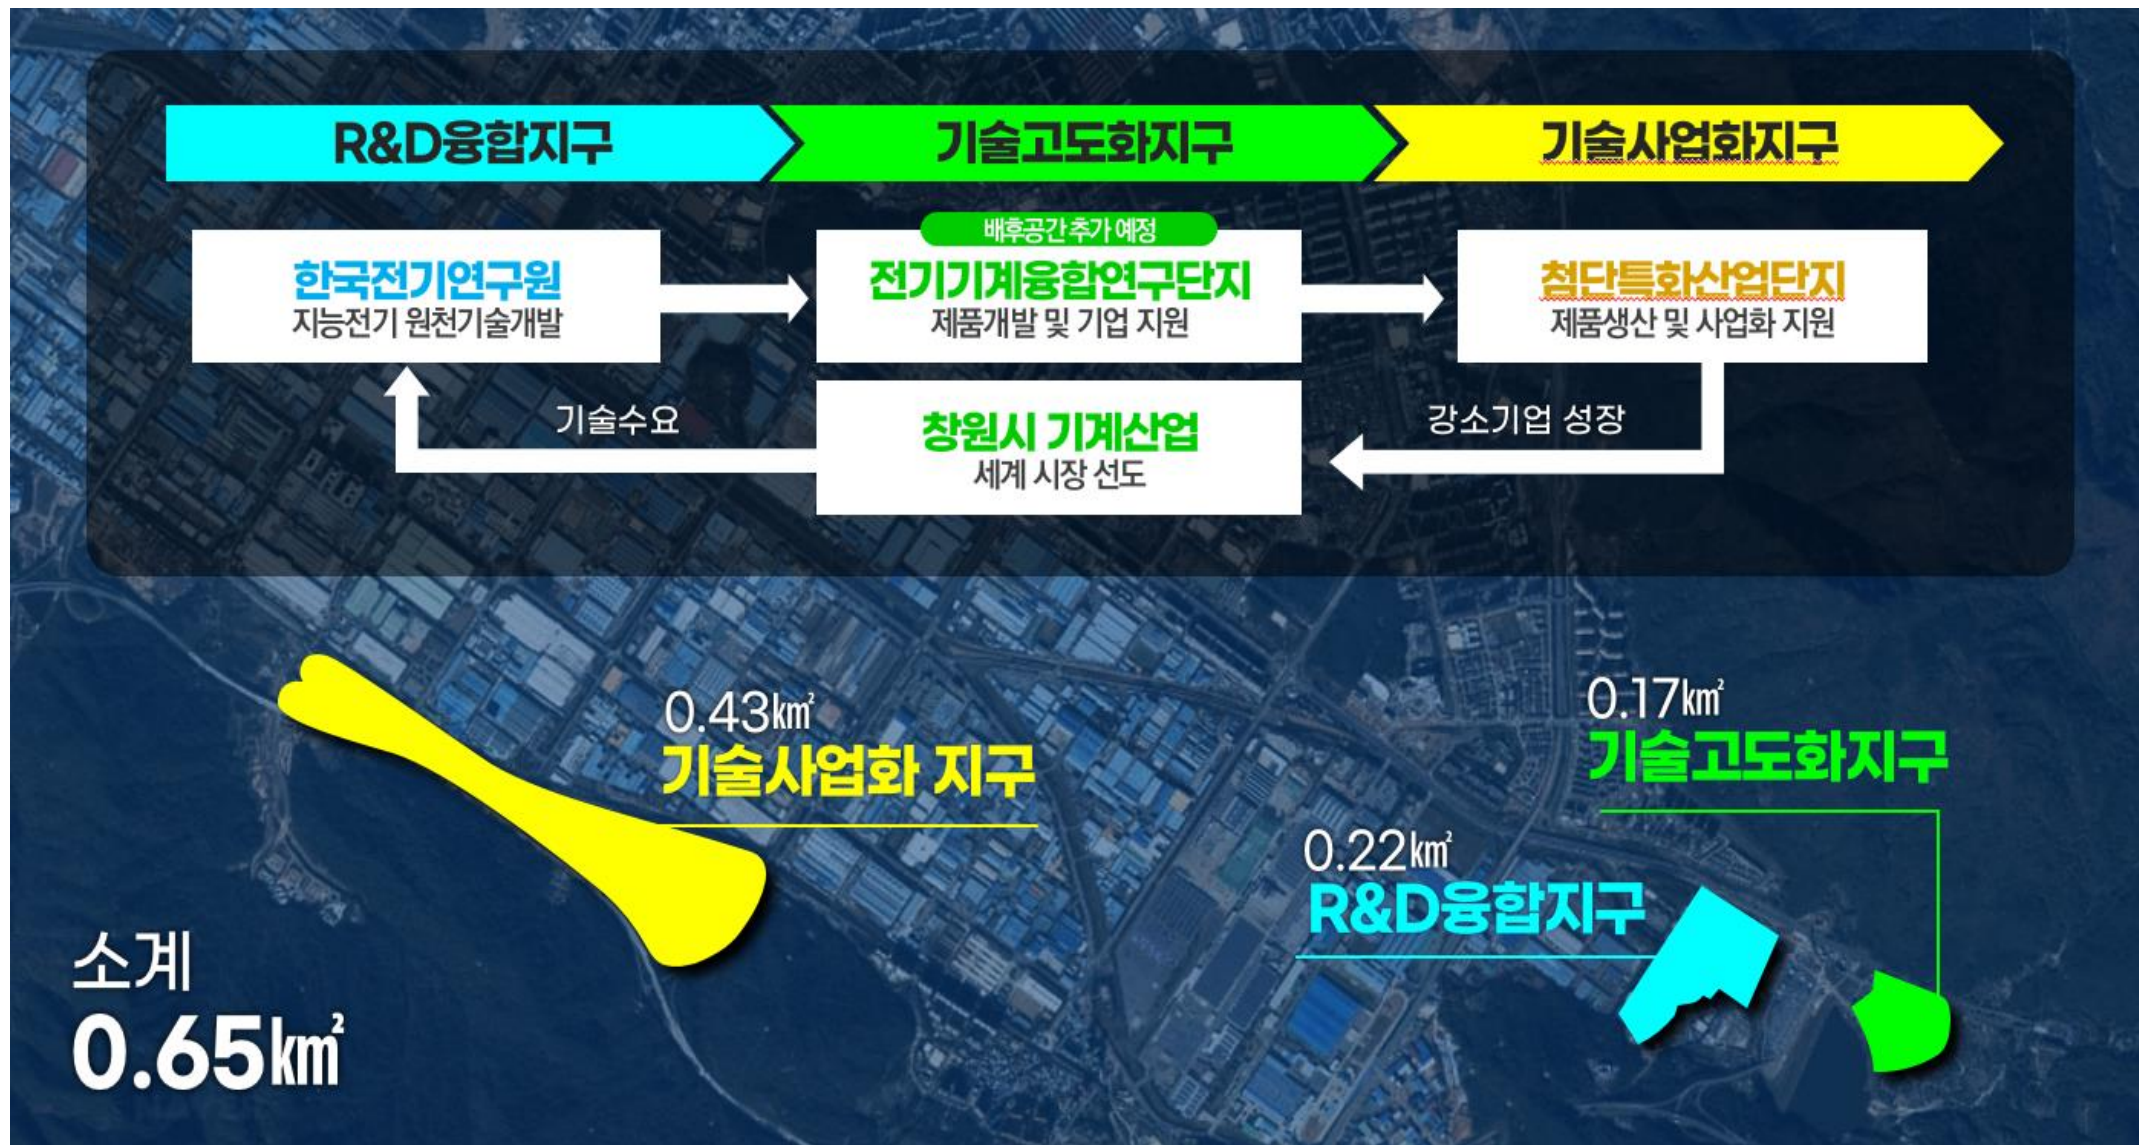 R&D융합지구
기술고도화지구
기술사업화지구
배후공간 추가 예정
한국전기연구원
지능전기 원천기술개발
전기기계융합연구단지
제품개발 및 기업 지원
첨단특화산업단지
제품생산 및 사업화 지원
기술수요
창원시 기계산업
세계 시장 선도
강소기업 성장
0.43㎢
기술사업화 지구
0.17㎢
기술고도화지구
0.22㎢
R&D융합지구
소계
0.65㎢